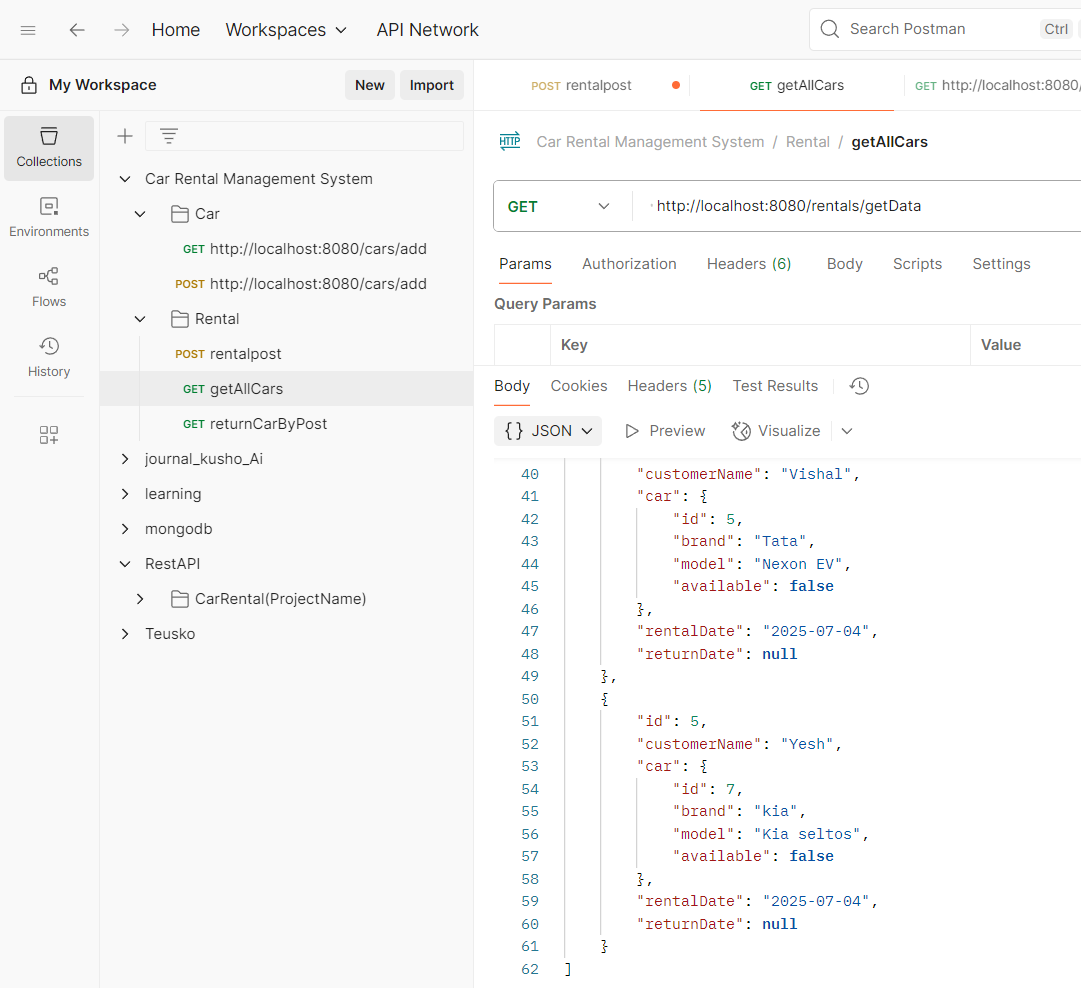 Home Workspaces API Network Search Postman Ctrl
My Workspace New Import
POST rentalpost GET getAllCars GET http://localhost:8080/
Collections
Environments
Flows
History
Car Rental Management System
Car
GET http://localhost:8080/cars/add
POST http://localhost:8080/cars/add
Rental
POST rentalpost
GET getAllCars
GET returnCarByPost
journal_kusho_Ai
learning
mongodb
RestAPI
CarRental(ProjectName)
Teusko
HTTP Car Rental Management System / Rental / getAllCars
GET http://localhost:8080/rentals/getData
Params Authorization Headers (6) Body Scripts Settings
Query Params
Key Value
Body Cookies Headers (5) Test Results
{} JSON Preview Visualize
40 "customerName": "Vishal",
41 "car": {
42 "id": 5,
43 "brand": "Tata",
44 "model": "Nexon EV",
45 "available": false
46 },
47 "rentalDate": "2025-07-04",
48 "returnDate": null
49 },
50 {
51 "id": 5,
52 "customerName": "Yesh",
53 "car": {
54 "id": 7,
55 "brand": "kia",
56 "model": "Kia seltos",
57 "available": false
58 },
59 "rentalDate": "2025-07-04",
60 "returnDate": null
61 }
62 ]